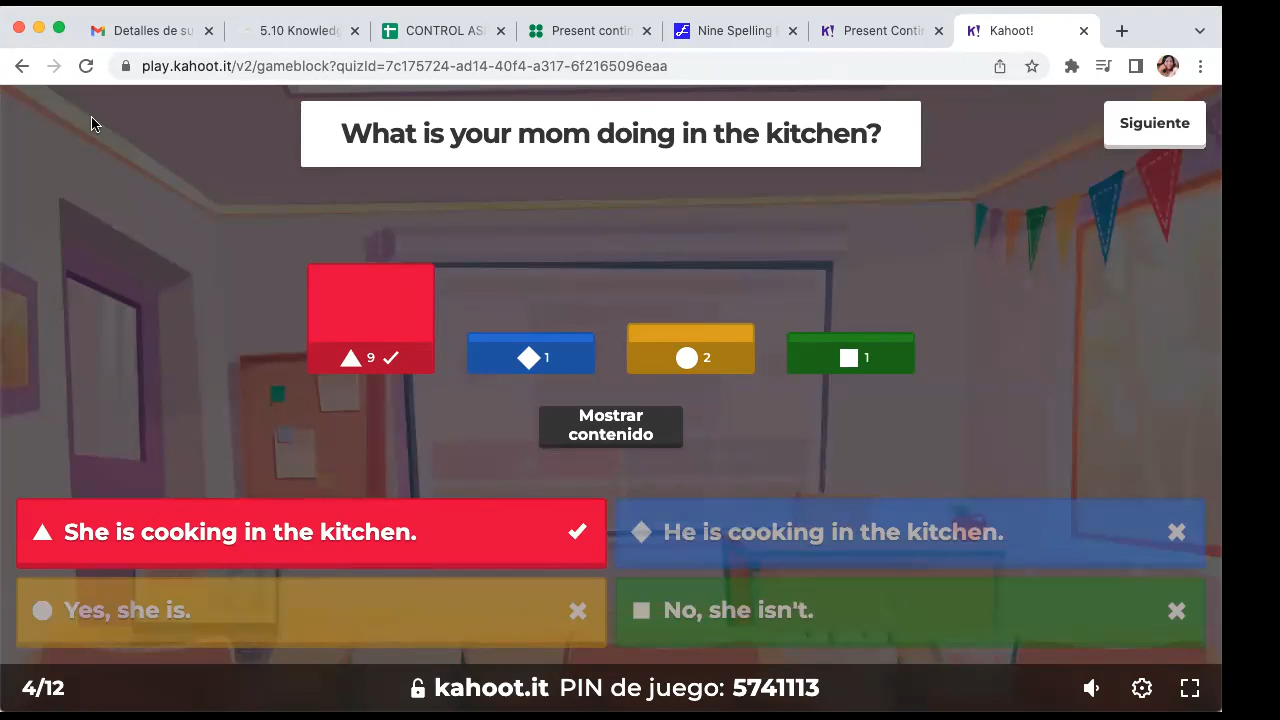 Detalles de su
5.10 Knowledg
CONTROL AS
Present contin
Nine Spelling
Present Contin
Kahoot!
play.kahoot.it/v2/gameblock?quizId=7c175724-ad14-40f4-a317-6f2165096eaa
What is your mom doing in the kitchen?
Siguiente
9
1
2
1
Mostrar
contenido
She is cooking in the kitchen.
He is cooking in the kitchen.
Yes, she is.
No, she isn't.
4/12
kahoot.it PIN de juego: 5741113